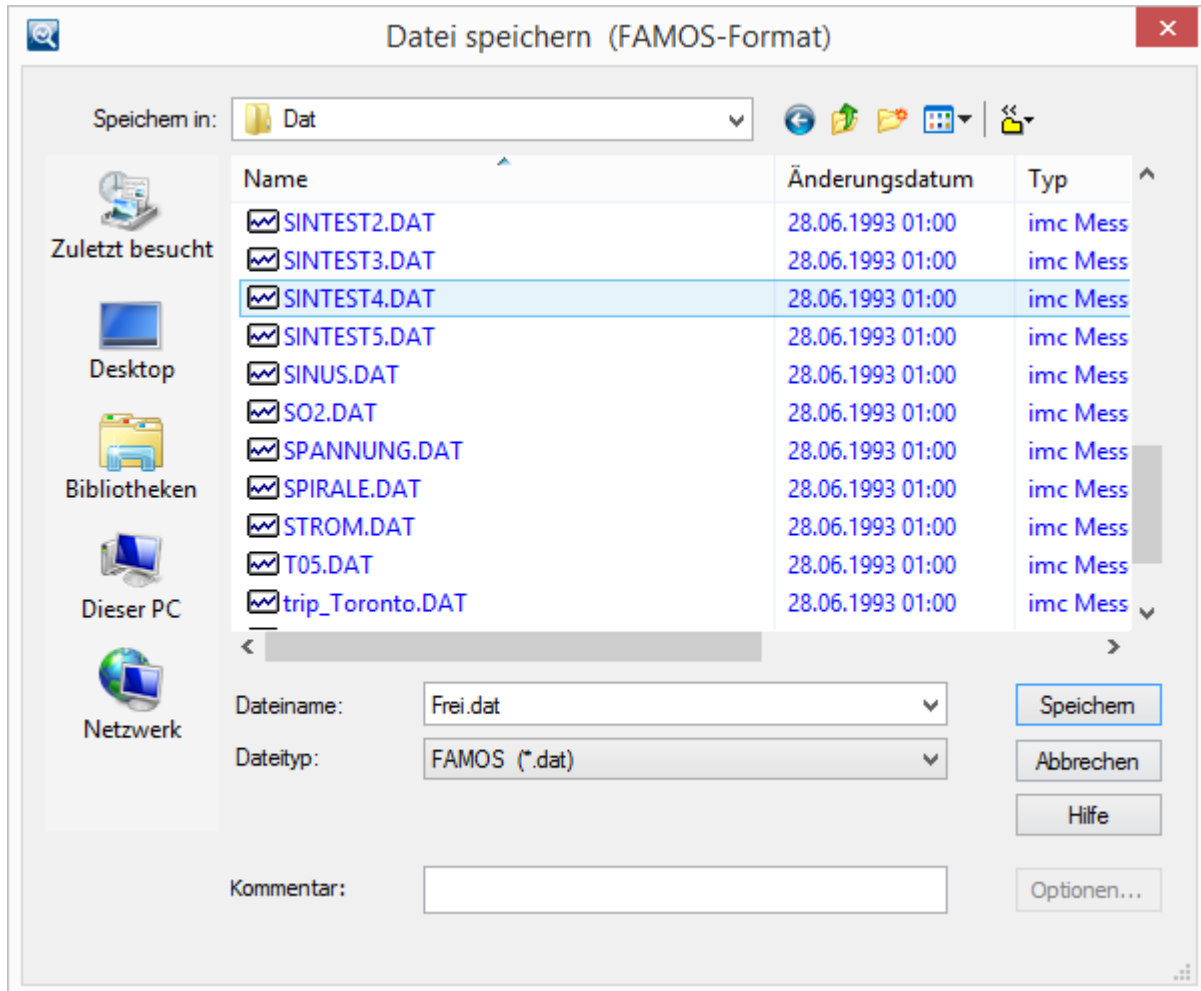 Datei speichern (FAMOS-Format)
Speichern in: Dat
Name Änderungsdatum Typ
SINTEST2.DAT 28.06.1993 01:00 imc Mess
SINTEST3.DAT 28.06.1993 01:00 imc Mess
SINTEST4.DAT 28.06.1993 01:00 imc Mess
SINTEST5.DAT 28.06.1993 01:00 imc Mess
SINUS.DAT 28.06.1993 01:00 imc Mess
SO2.DAT 28.06.1993 01:00 imc Mess
SPANNUNG.DAT 28.06.1993 01:00 imc Mess
SPIRALE.DAT 28.06.1993 01:00 imc Mess
STROM.DAT 28.06.1993 01:00 imc Mess
T05.DAT 28.06.1993 01:00 imc Mess
trip_Toronto.DAT 28.06.1993 01:00 imc Mess
Zuletzt besucht
Desktop
Bibliotheken
Dieser PC
Netzwerk
Dateiname: Frei.dat Speichern
Dateityp: FAMOS (*.dat) Abbrechen
Hilfe
Kommentar: Optionen...